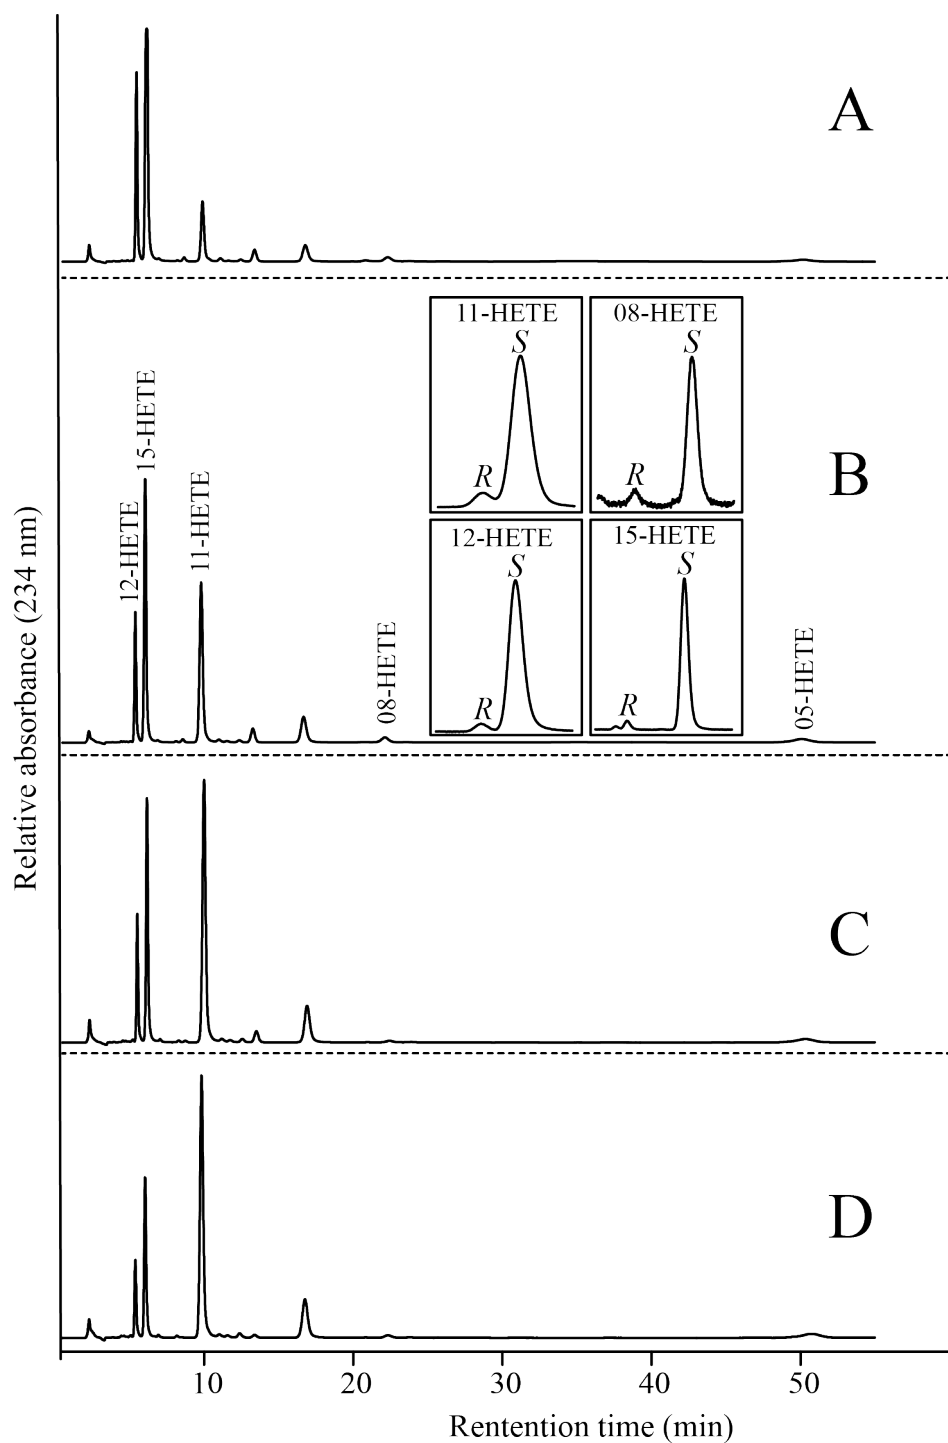 A
11-HETE
S
R
08-HETE
S
R
12-HETE
S
R
15-HETE
S
R
B
12-HETE
15-HETE
11-HETE
08-HETE
05-HETE
C
D
Relative absorbance (234 nm)
10 20 30 40 50
Rentention time (min)